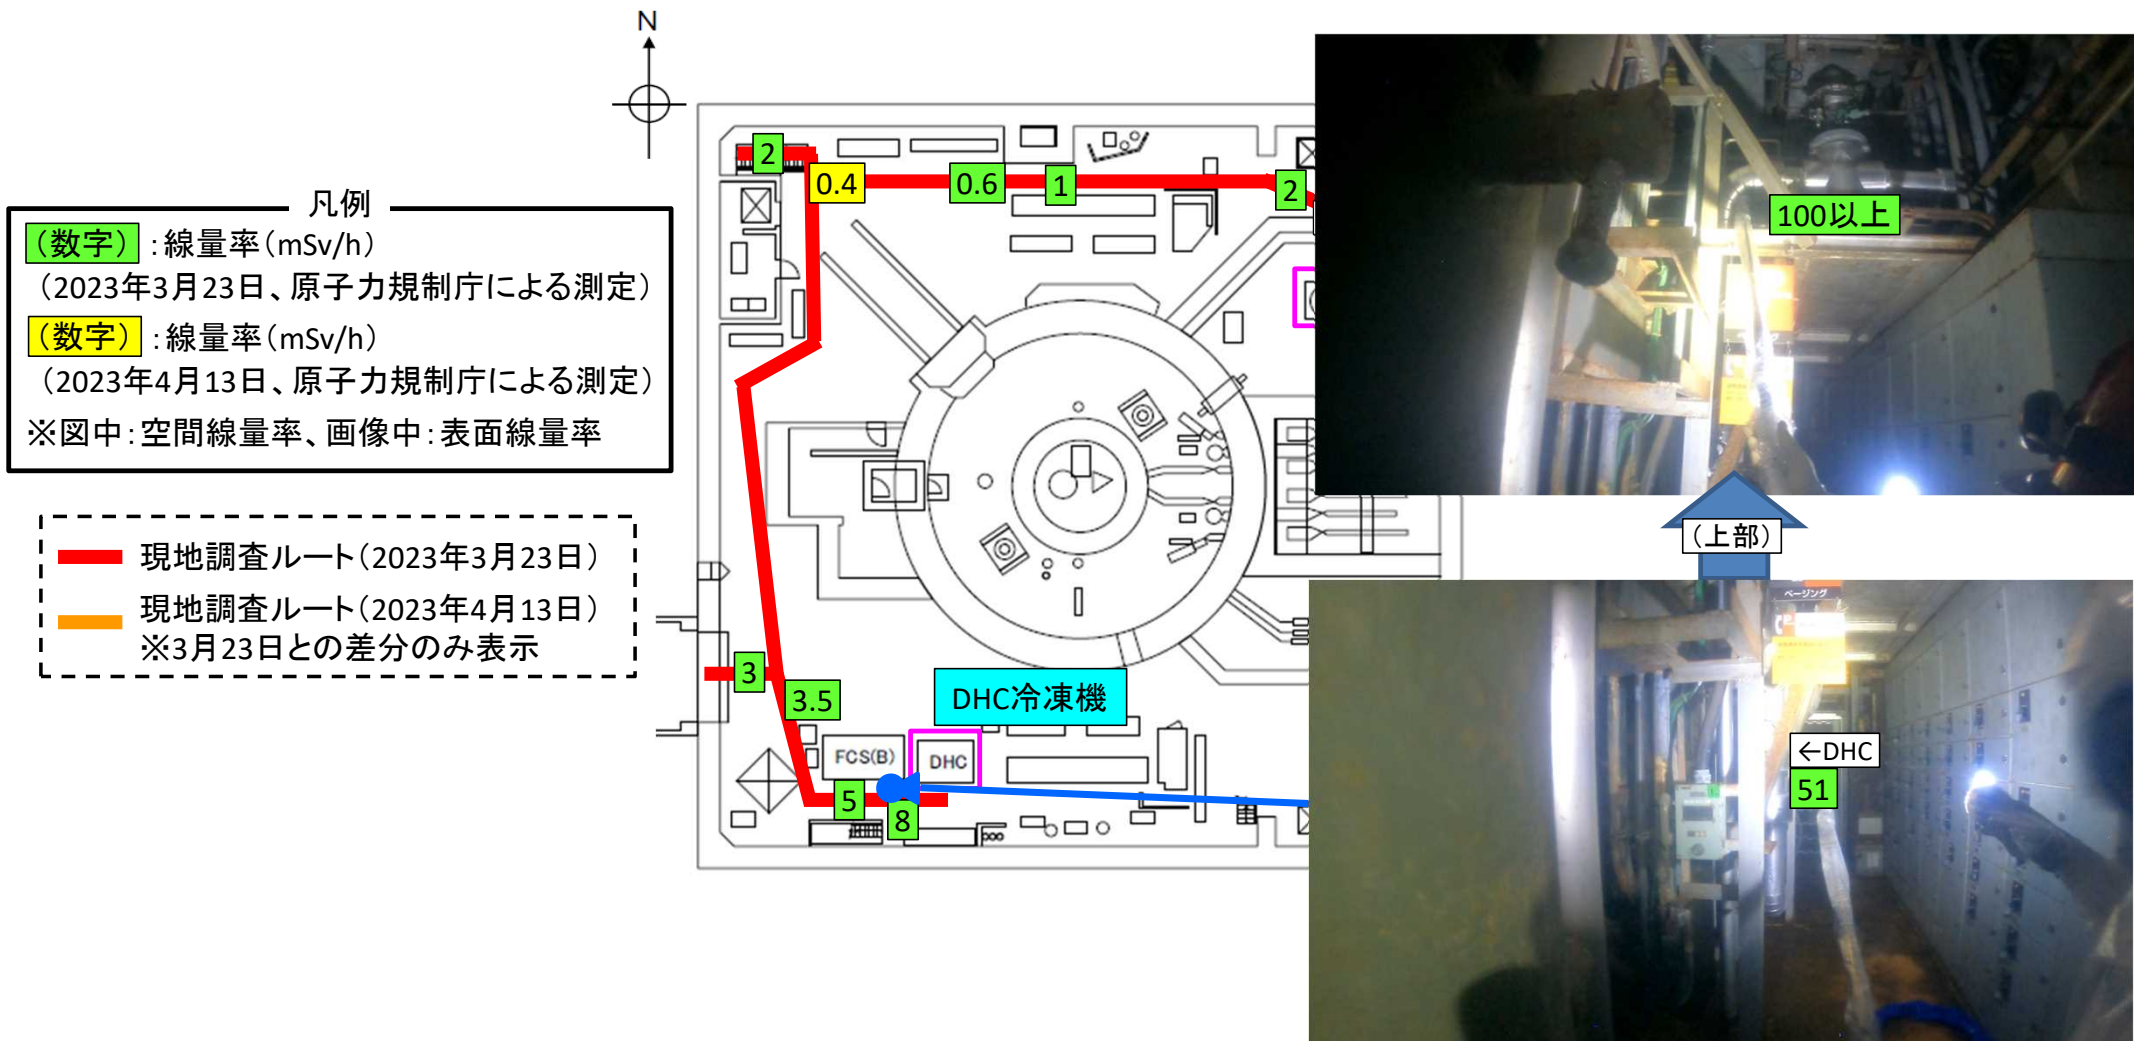 N
凡例
（数字）：線量率（mSv/h）
（2023年3月23日、原子力規制庁による測定）
（数字）：線量率（mSv/h）
（2023年4月13日、原子力規制庁による測定）
※図中：空間線量率、画像中：表面線量率
現地調査ルート（2023年3月23日）
現地調査ルート（2023年4月13日）
※3月23日との差分のみ表示
2
0.4
0.6
1
2
3
3.5
DHC冷凍機
FCS(B)
DHC
5
8
100以上
（上部）
ページング
←DHC
51